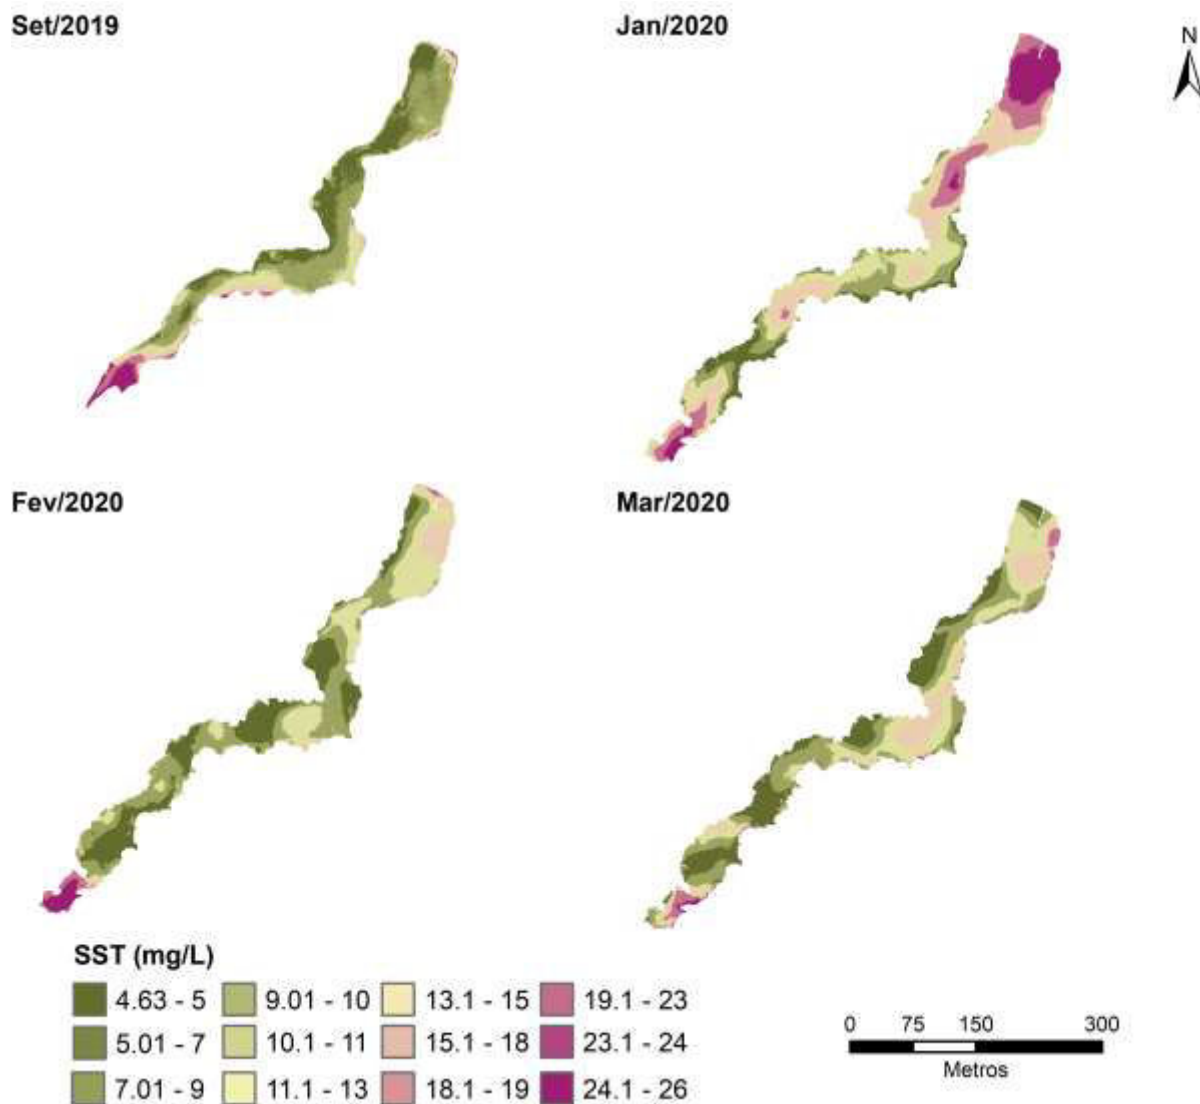 Set/2019
Jan/2020
N
Fev/2020
Mar/2020
SST (mg/L)
4.63 - 5
9.01 - 10
13.1 - 15
19.1 - 23
5.01 - 7
10.1 - 11
15.1 - 18
23.1 - 24
7.01 - 9
11.1 - 13
18.1 - 19
24.1 - 26
0 75 150 300
Metros